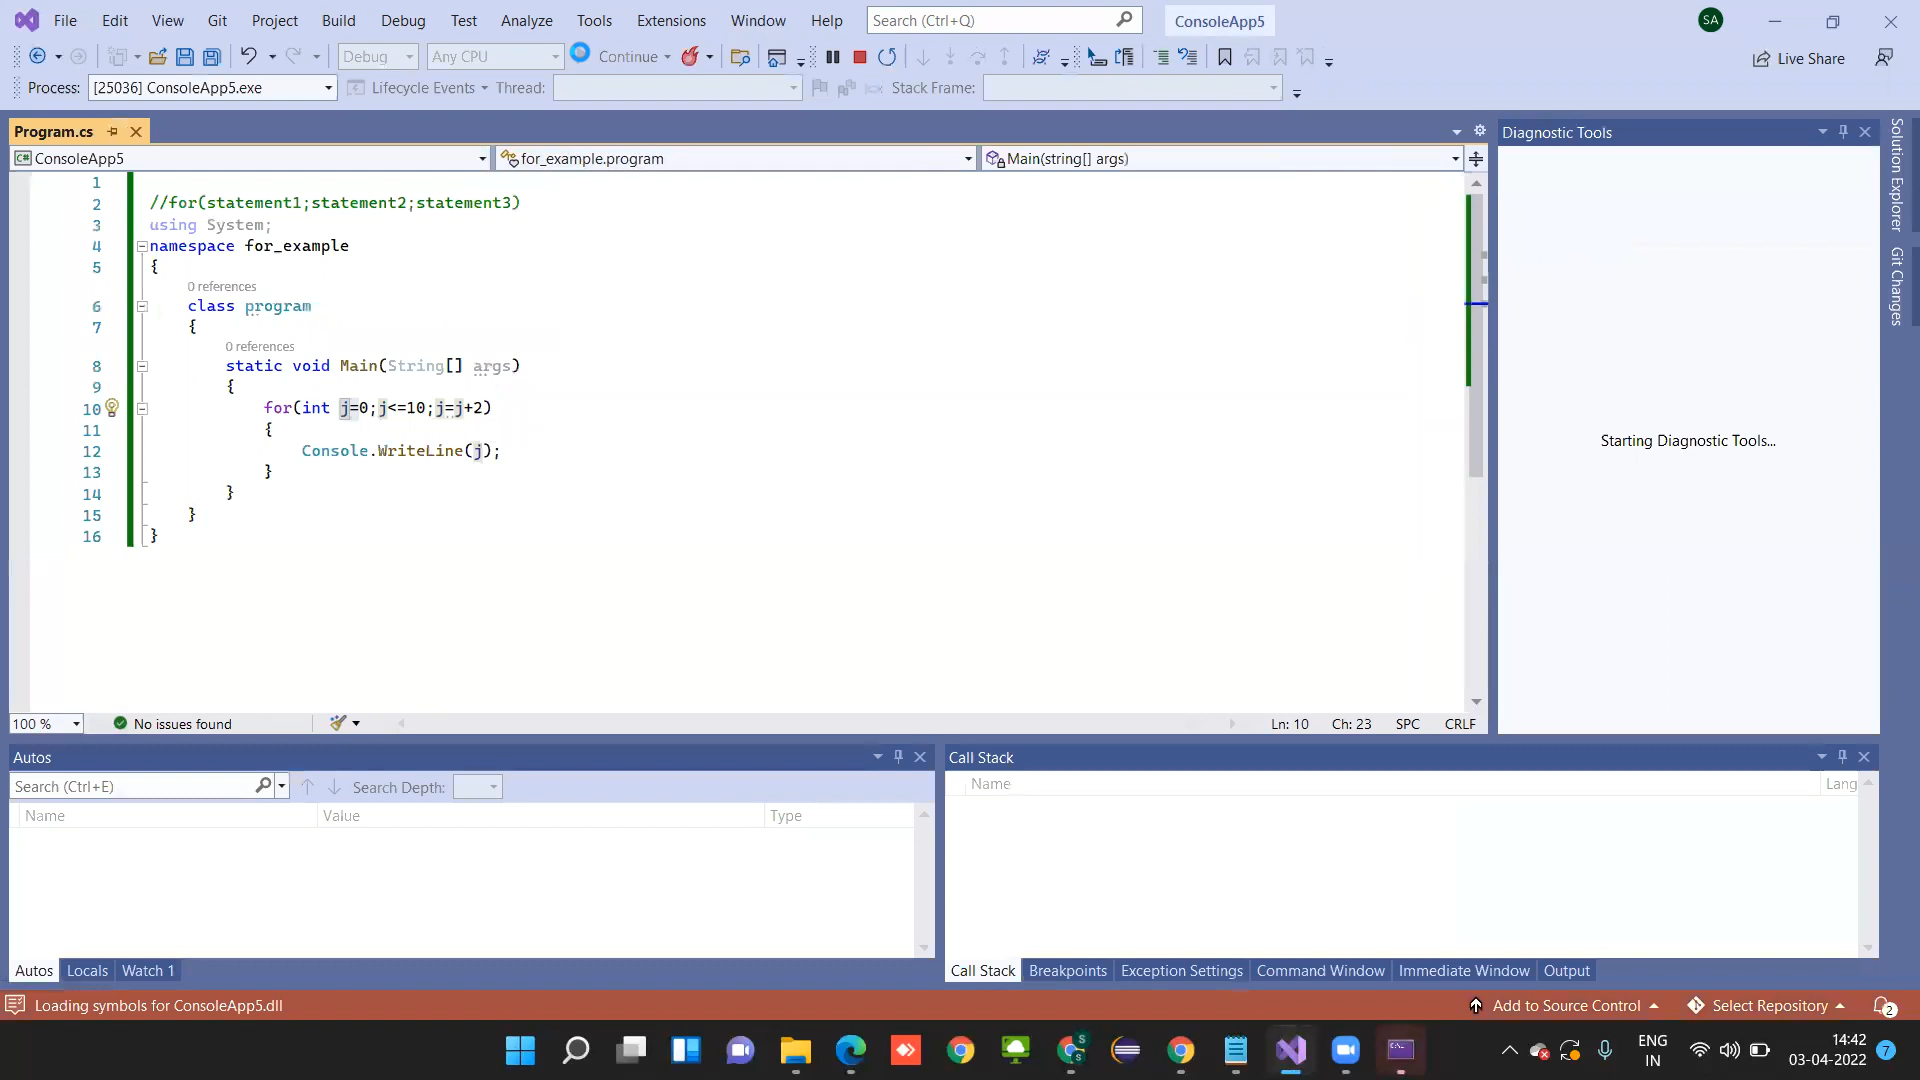 File Edit View Git Project Build Debug Test Analyze Tools Extensions Window Help Search (Ctrl+Q) ConsoleApp5 SA
Debug Any CPU Continue Live Share
Process: [25036] ConsoleApp5.exe Lifecycle Events Thread: Stack Frame:
Program.cs
ConsoleApp5 for_example.program Main(string[] args)
1
2 //for(statement1;statement2;statement3)
3 using System;
4 namespace for_example
5 {
0 references
6 class program
7 {
0 references
8 static void Main(String[] args)
9 {
10 for(int j=0;j<=10;j=j+2)
11 {
12 Console.WriteLine(j);
13 }
14 }
15 }
16 }
100 % No issues found Ln: 10 Ch: 23 SPC CRLF
Diagnostic Tools
Starting Diagnostic Tools...
Solution Explorer
Git Changes
Autos
Search (Ctrl+E) Search Depth:
Name Value Type
Autos Locals Watch 1
Call Stack
Name Lang
Call Stack Breakpoints Exception Settings Command Window Immediate Window Output
Loading symbols for ConsoleApp5.dll Add to Source Control Select Repository 2
S
S
ENG
IN
14:42
03-04-2022
7